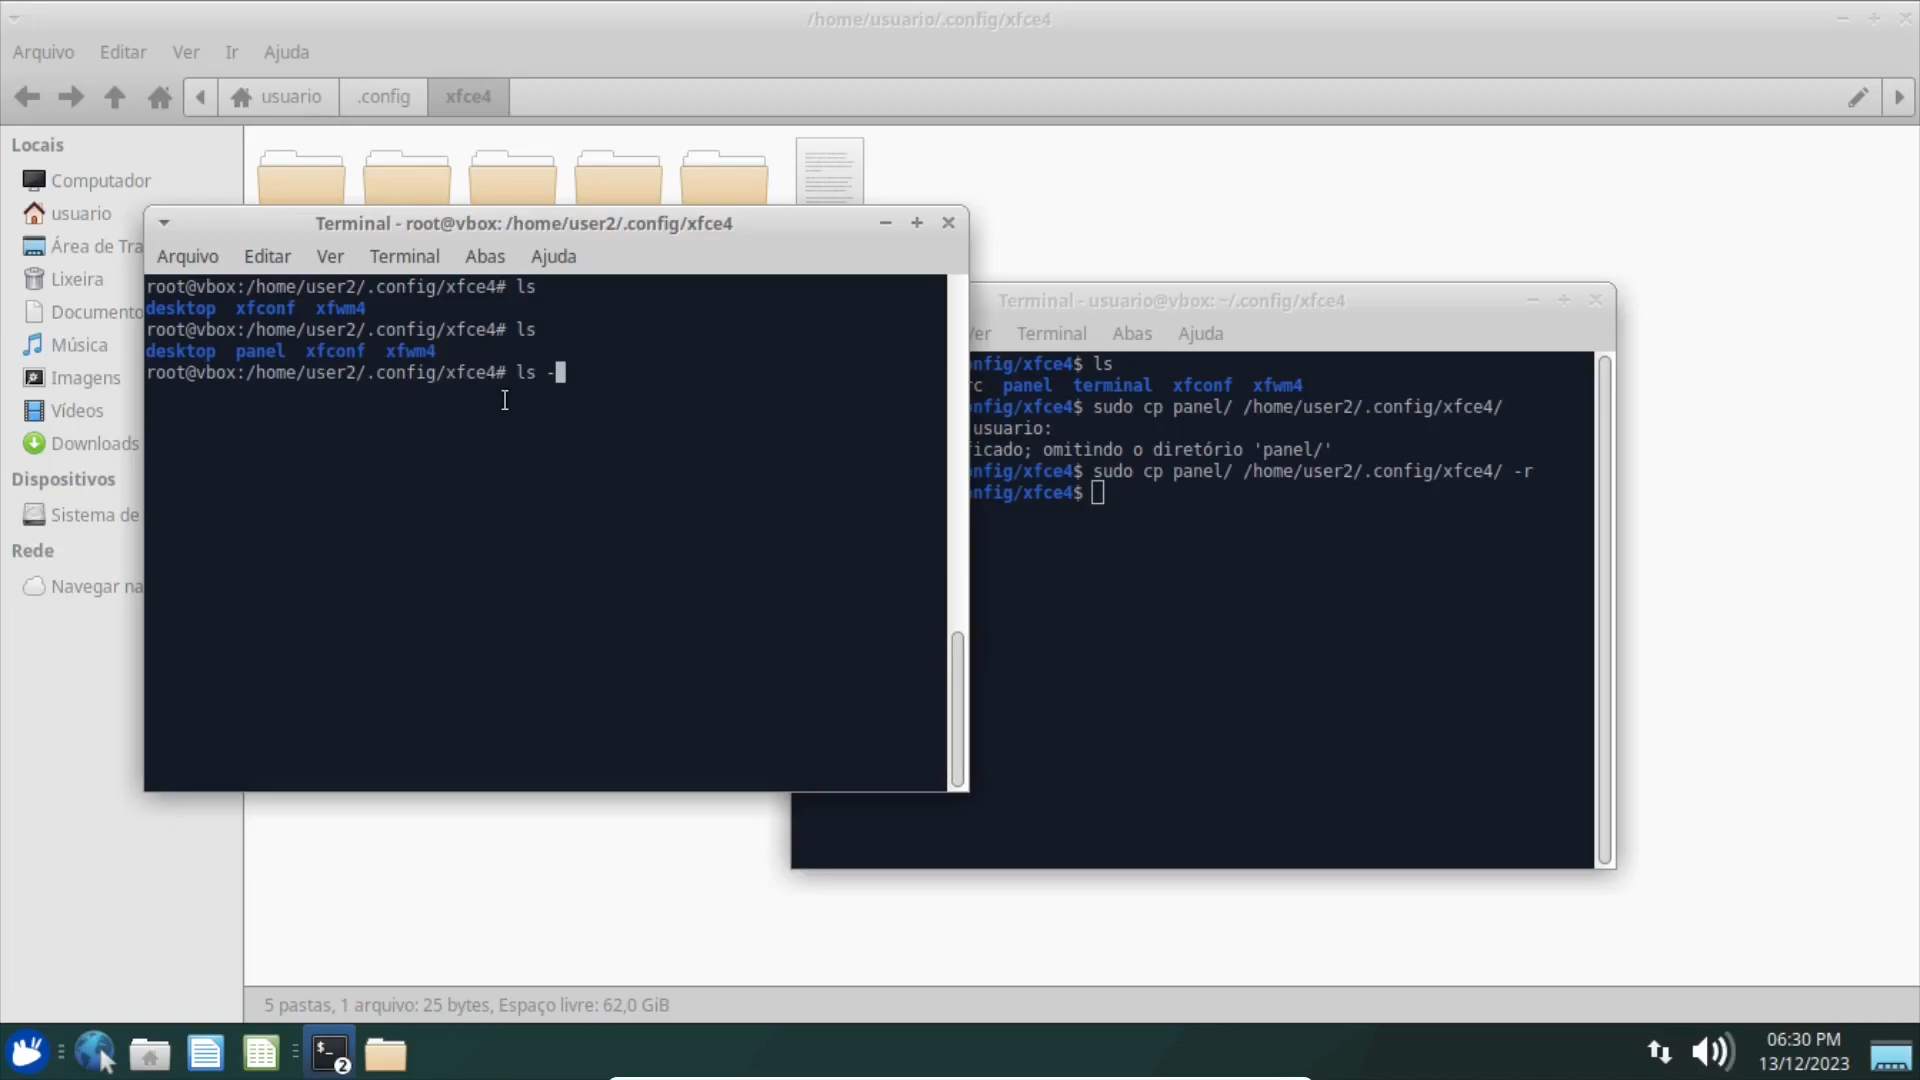 /home/usuario/.config/xfce4
Arquivo Editar Ver Ir Ajuda
usuario .config xfce4
Locais
Computador
usuario
Área de Tra
Lixeira
Documento
Música
Imagens
Vídeos
Downloads
Dispositivos
Sistema de
Rede
Navegar na
Terminal - root@vbox: /home/user2/.config/xfce4
Arquivo Editar Ver Terminal Abas Ajuda
root@vbox:/home/user2/.config/xfce4# ls
desktop xfconf xfwm4
root@vbox:/home/user2/.config/xfce4# ls
desktop panel xfconf xfwm4
root@vbox:/home/user2/.config/xfce4# ls -
Terminal - usuario@vbox: ~/.config/xfce4
er Terminal Abas Ajuda
nfig/xfce4$ ls
rc panel terminal xfconf xfwm4
nfig/xfce4$ sudo cp panel/ /home/user2/.config/xfce4/
usuario:
ficado; omitindo o diretório 'panel/'
nfig/xfce4$ sudo cp panel/ /home/user2/.config/xfce4/ -r
nfig/xfce4$
5 pastas, 1 arquivo: 25 bytes, Espaço livre: 62,0 GiB
$_
2
06:30 PM
13/12/2023